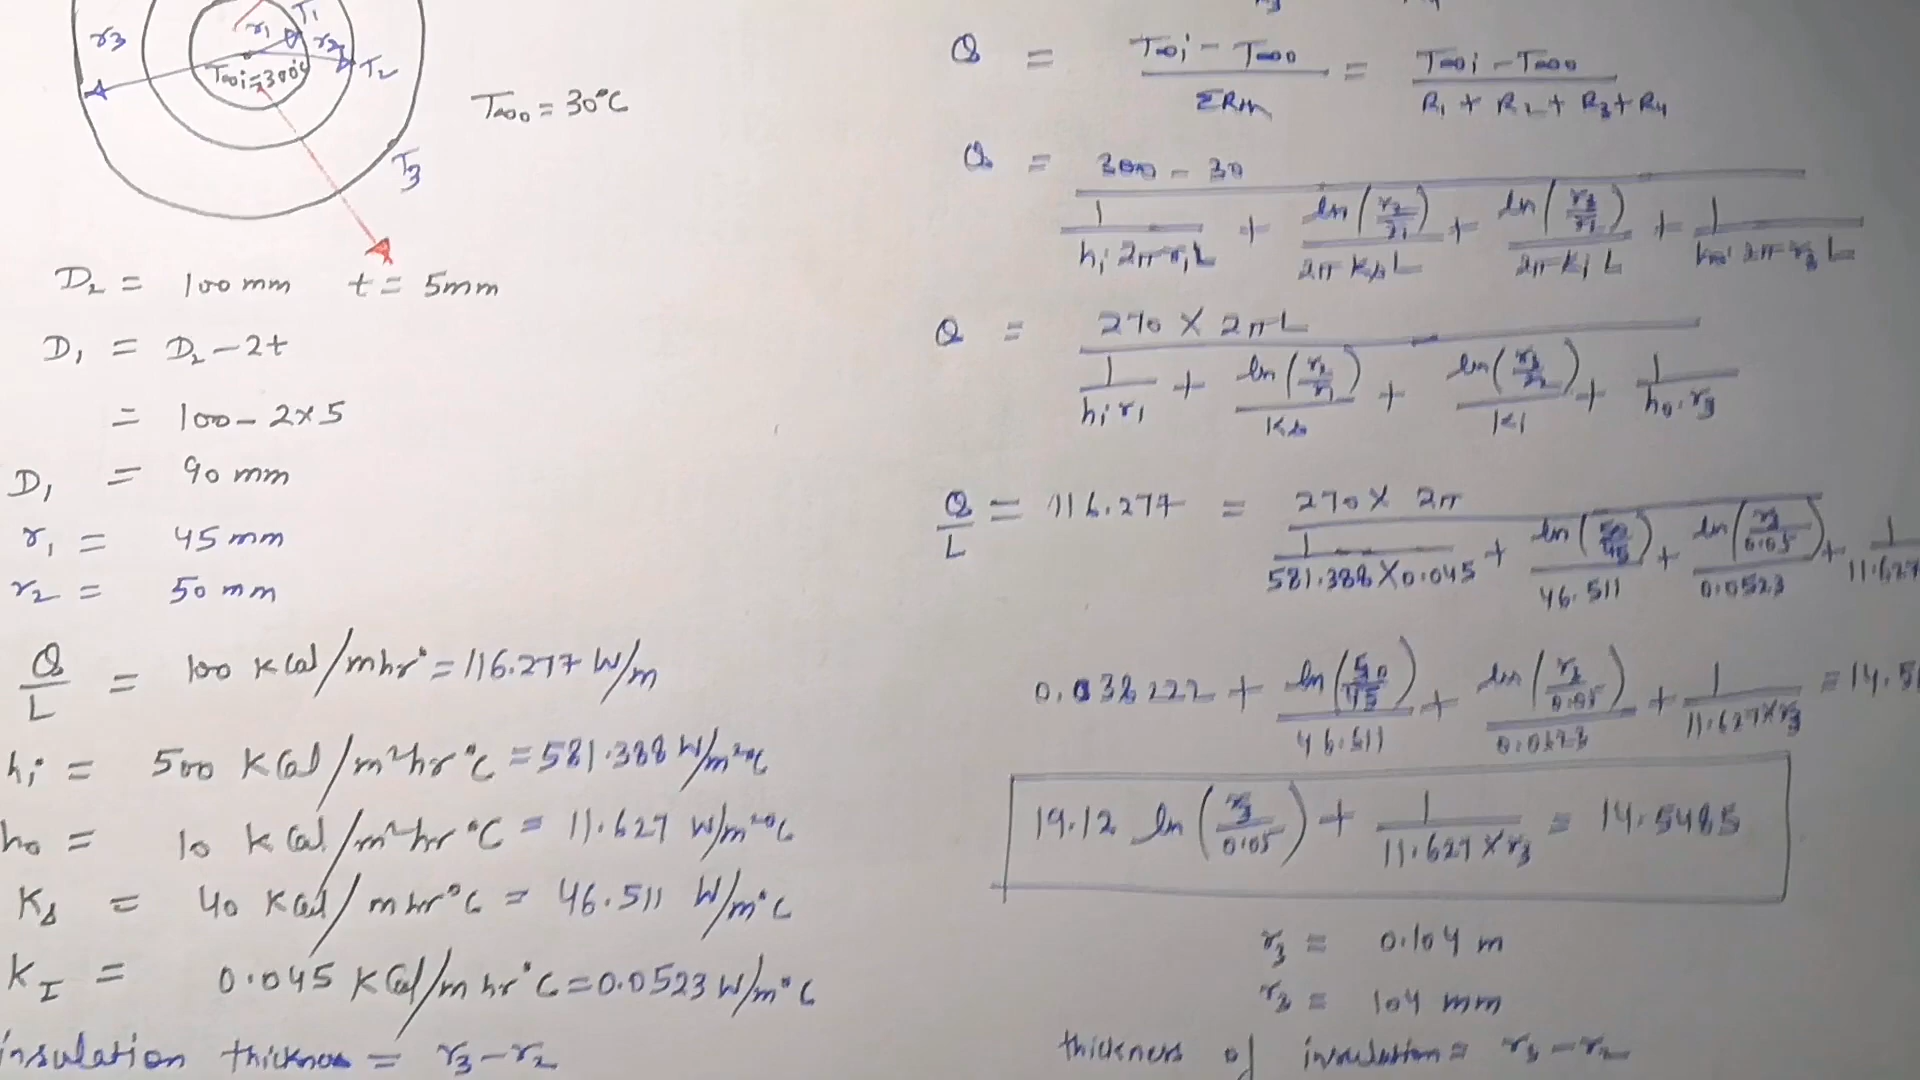 r₁ T₁
r₃ r₂
T∞i = 300°C T₂
T∞o = 30°C
T₃
D₂ = 100 mm t = 5mm
D₁ = D₂ - 2t
= 100 - 2×5
D₁ = 90 mm
r₁ = 45 mm
r₂ = 50 mm
Q/L = 100 kCal/mhr° = 116.277 W/m
hi = 500 KCal/m²hr°C = 581.388 W/m²°C
ho = 10 kCal/m²hr°C = 11.627 W/m²°C
Ks = 40 KCal/mhr°C = 46.511 W/m°C
K_I = 0.045 KCal/mhr°C = 0.0523 W/m°C
insulation thicknes = r₃ - r₂
Q = (T∞i - T∞o)/ΣRth = (T∞i - T∞o)/(R₁ + R₂ + R₃ + R₄)
Q = (300 - 30)/(1/(hi 2π r₁L) + ln(r₂/r₁)/(2π Ks L) + ln(r₃/r₁)/(2π Ki L) + 1/(2π r₃ L))
Q = (270 × 2πL)/(1/(hi r₁) + ln(r₂/r₁)/Ks + ln(r₃/r₂)/KI + 1/(ho.r₃))
Q/L = 116.277 = (270 × 2π)/(1/(581.388×0.045) + ln(50/45)/46.511 + ln(r₃/0.05)/0.0523 + 1/11.627
0.038222 + ln(50/45)/46.511 + ln(r₃/0.05)/0.0523 + 1/(11.627×r₃) = 14.5
19.12 ln(r₃/0.05) + 1/(11.627×r₃) = 14.5485
r₃ = 0.104 m
r₃ = 104 mm
thickness of insulation = r₃ - r₂